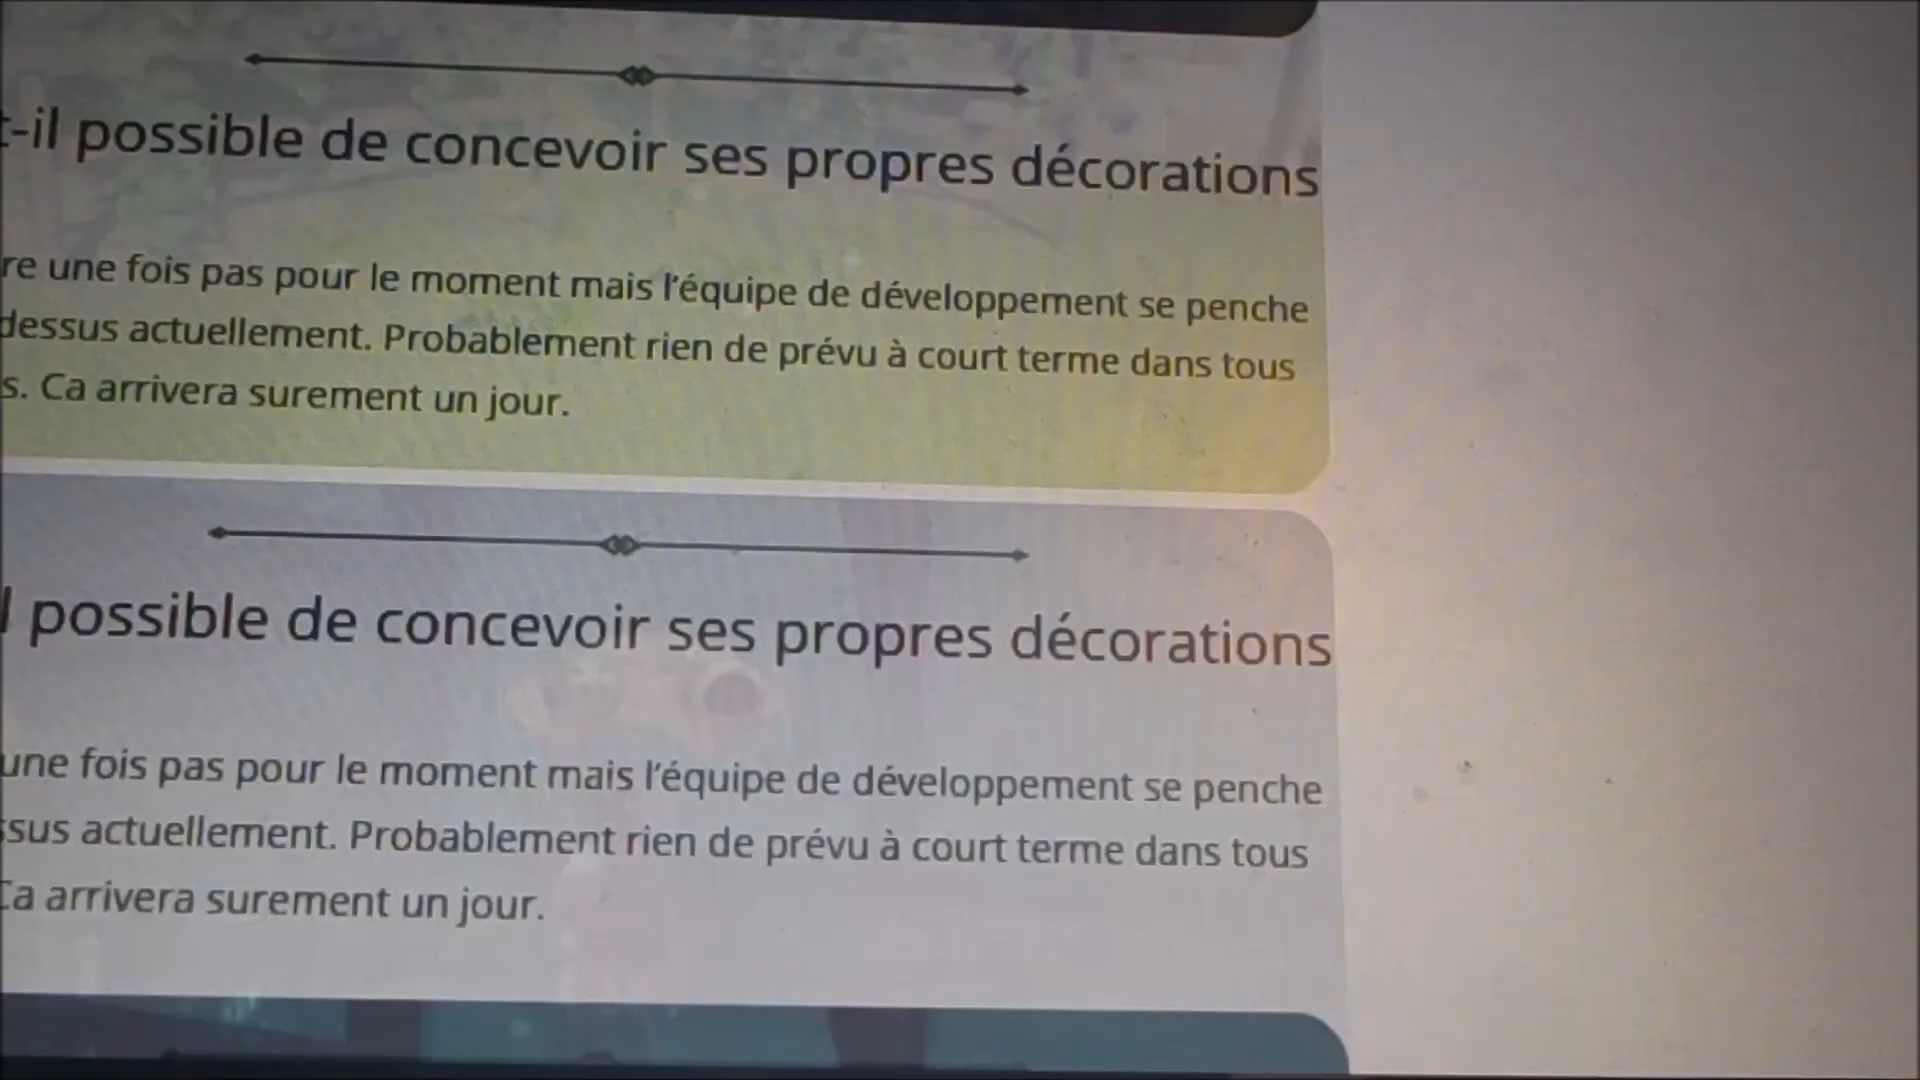 -il possible de concevoir ses propres décorations
re une fois pas pour le moment mais l'équipe de développement se penche
dessus actuellement. Probablement rien de prévu à court terme dans tous
s. Ca arrivera surement un jour.
l possible de concevoir ses propres décorations
une fois pas pour le moment mais l'équipe de développement se penche
ssus actuellement. Probablement rien de prévu à court terme dans tous
Ca arrivera surement un jour.